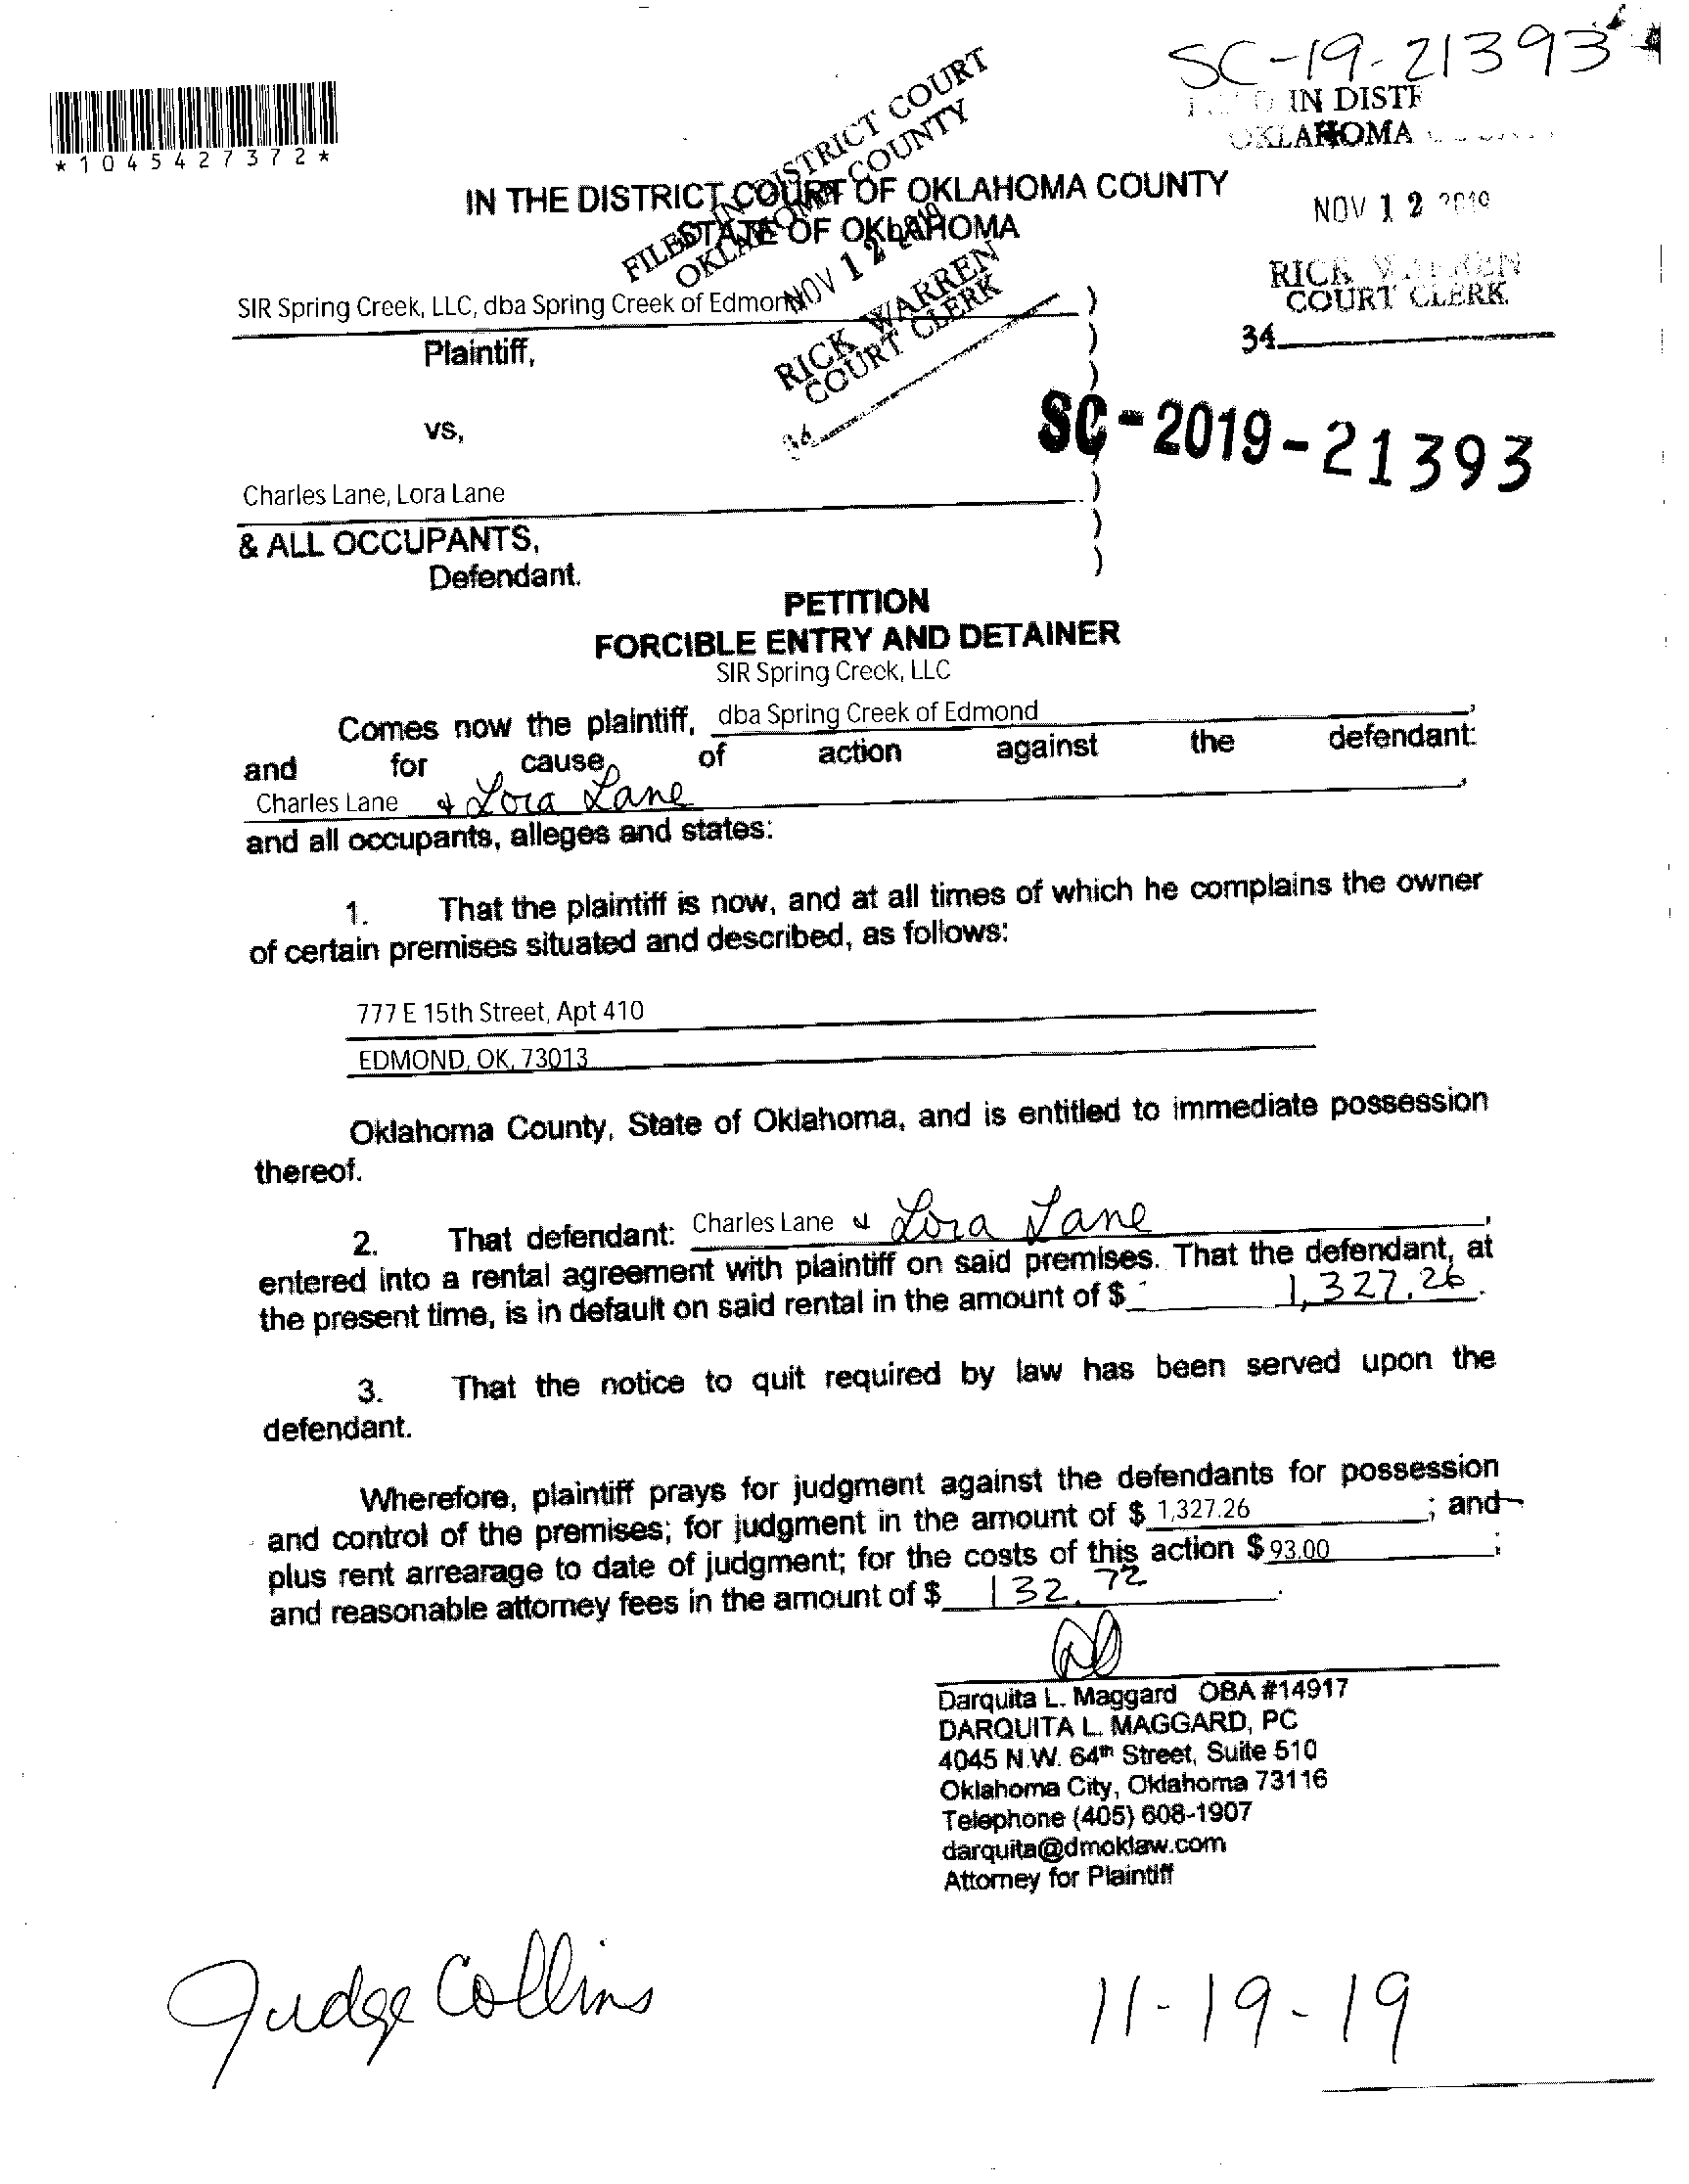 SC-19-21393
*1045427372*
FILED IN DISTRICT COURT
OKLAHOMA COUNTY
NOV 12 2019
RICK WARREN
COURT CLERK
IN DIST
OKLAHOMA
NOV 12 2019
RICK WARREN
COURT CLERK
34
IN THE DISTRICT COURT OF OKLAHOMA COUNTY
STATE OF OKLAHOMA
SIR Spring Creek, LLC, dba Spring Creek of Edmond )
Plaintiff, )
)
vs,
SC-2019-21393
Charles Lane, Lora Lane )
& ALL OCCUPANTS, )
Defendant. )
PETITION
FORCIBLE ENTRY AND DETAINER
SIR Spring Creek, LLC
Comes now the plaintiff, dba Spring Creek of Edmond,
and for cause of action against the defendant:
Charles Lane & Lora Lane,
and all occupants, alleges and states:
1. That the plaintiff is now, and at all times of which he complains the owner
of certain premises situated and described, as follows:
777 E 15th Street, Apt 410
EDMOND, OK, 73013
Oklahoma County, State of Oklahoma, and is entitled to immediate possession
thereof.
2. That defendant: Charles Lane & Lora Lane,
entered into a rental agreement with plaintiff on said premises. That the defendant, at
the present time, is in default on said rental in the amount of $ 1,327.26.
3. That the notice to quit required by law has been served upon the
defendant.
Wherefore, plaintiff prays for judgment against the defendants for possession
and control of the premises; for judgment in the amount of $ 1,327.26; and
plus rent arrearage to date of judgment; for the costs of this action $ 93.00;
and reasonable attorney fees in the amount of $ 132.72.
Darquita L. Maggard OBA #14917
DARQUITA L. MAGGARD, PC
4045 N.W. 64th Street, Suite 510
Oklahoma City, Oklahoma 73116
Telephone (405) 608-1907
darquita@dmoklaw.com
Attorney for Plaintiff
Judge Collins 11-19-19